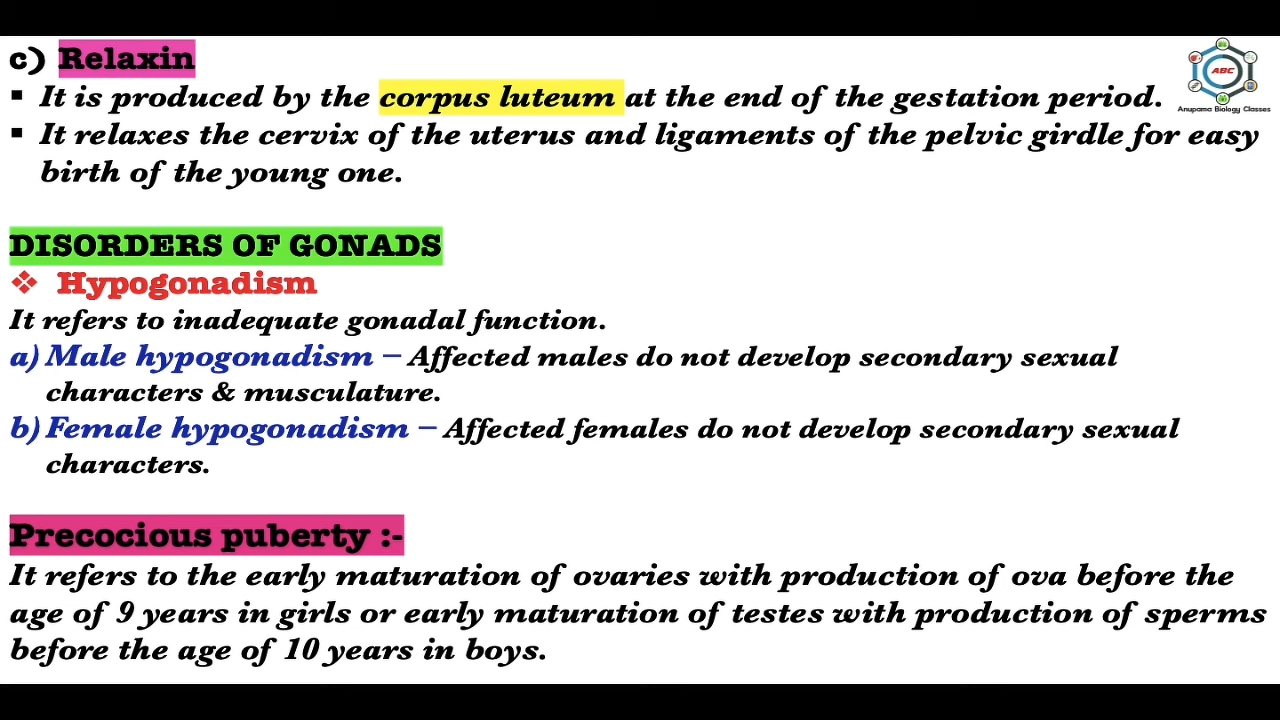 c) Relaxin
ABC
Anupama Biology Classes
▪ It is produced by the corpus luteum at the end of the gestation period.
▪ It relaxes the cervix of the uterus and ligaments of the pelvic girdle for easy
birth of the young one.
DISORDERS OF GONADS
❖ Hypogonadism
It refers to inadequate gonadal function.
a) Male hypogonadism – Affected males do not develop secondary sexual
characters & musculature.
b) Female hypogonadism – Affected females do not develop secondary sexual
characters.
Precocious puberty :-
It refers to the early maturation of ovaries with production of ova before the
age of 9 years in girls or early maturation of testes with production of sperms
before the age of 10 years in boys.